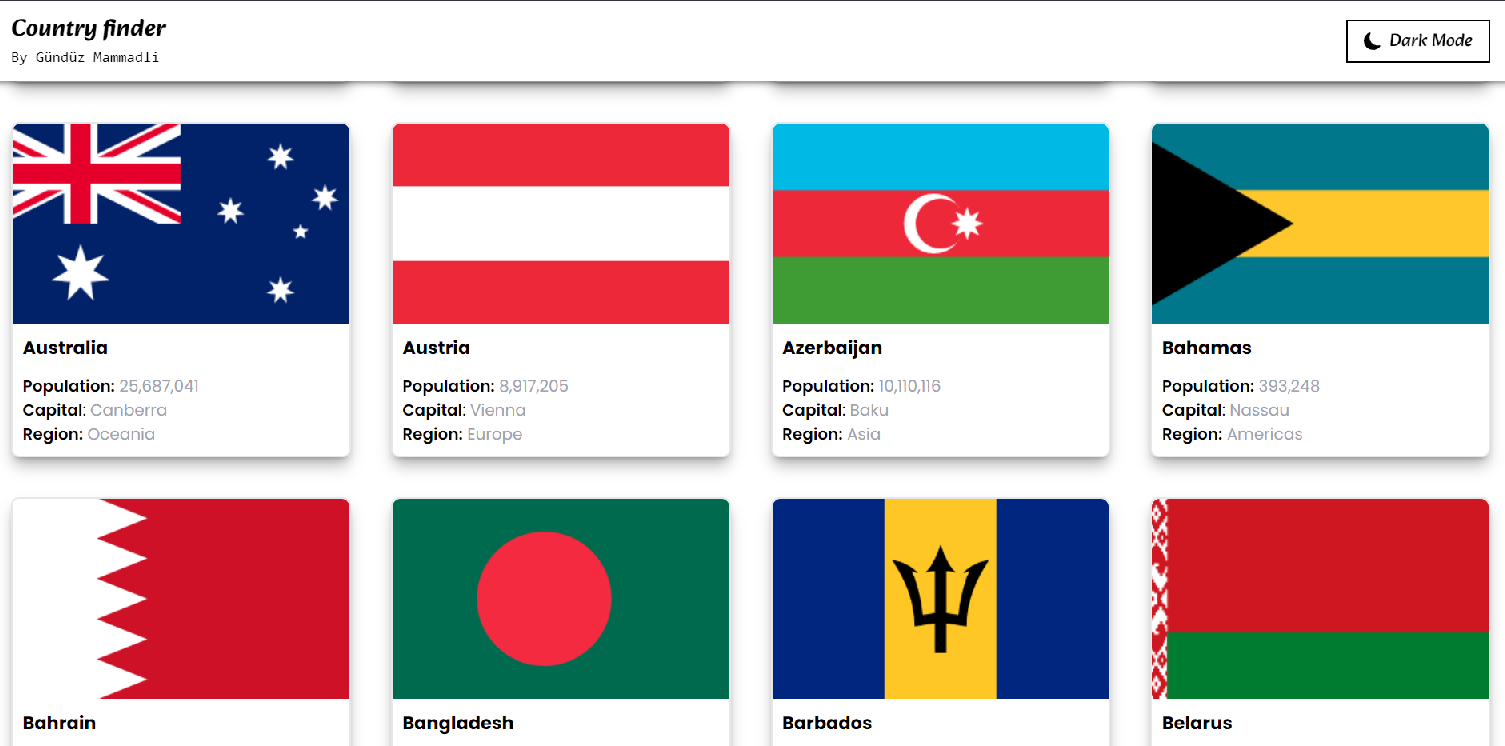 Country finder
By Gündüz Mammadli
Dark Mode
Australia
Population: 25,687,041
Capital: Canberra
Region: Oceania
Austria
Population: 8,917,205
Capital: Vienna
Region: Europe
Azerbaijan
Population: 10,110,116
Capital: Baku
Region: Asia
Bahamas
Population: 393,248
Capital: Nassau
Region: Americas
Bahrain
Bangladesh
Barbados
Belarus